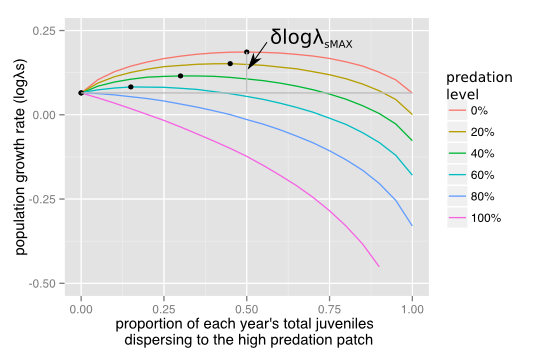 0.25
0.00
-0.25
-0.50
population growth rate (logλs)
δlogλsMAX
0.00 0.25 0.50 0.75 1.00
proportion of each year's total juveniles
dispersing to the high predation patch
predation
level
0%
20%
40%
60%
80%
100%